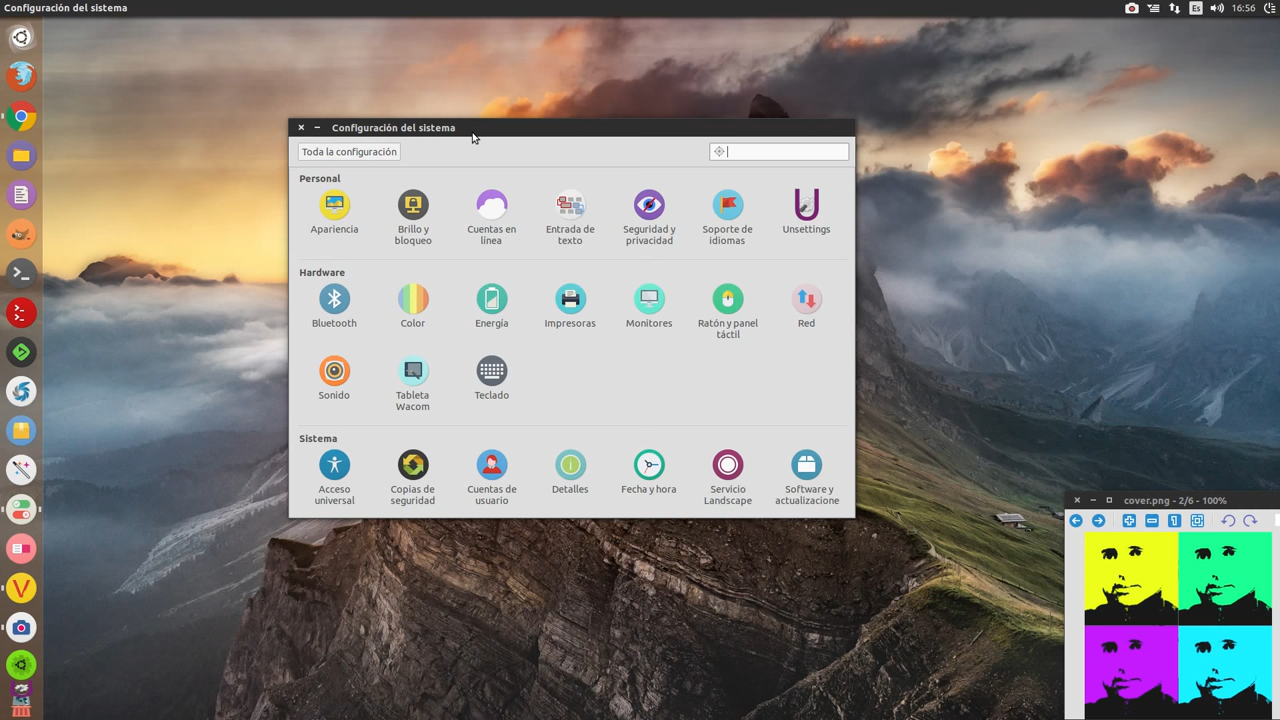 Configuración del sistema
Es
16:56
Configuración del sistema
Toda la configuración
Personal
Apariencia
Brillo y
bloqueo
Cuentas en
línea
Entrada de
texto
Seguridad y
privacidad
Soporte de
idiomas
Unsettings
Hardware
Bluetooth
Color
Energía
Impresoras
Monitores
Ratón y panel
táctil
Red
Sonido
Tableta
Wacom
Teclado
Sistema
Acceso
universal
Copias de
seguridad
Cuentas de
usuario
Detalles
Fecha y hora
Servicio
Landscape
Software y
actualizacione
cover.png - 2/6 - 100%